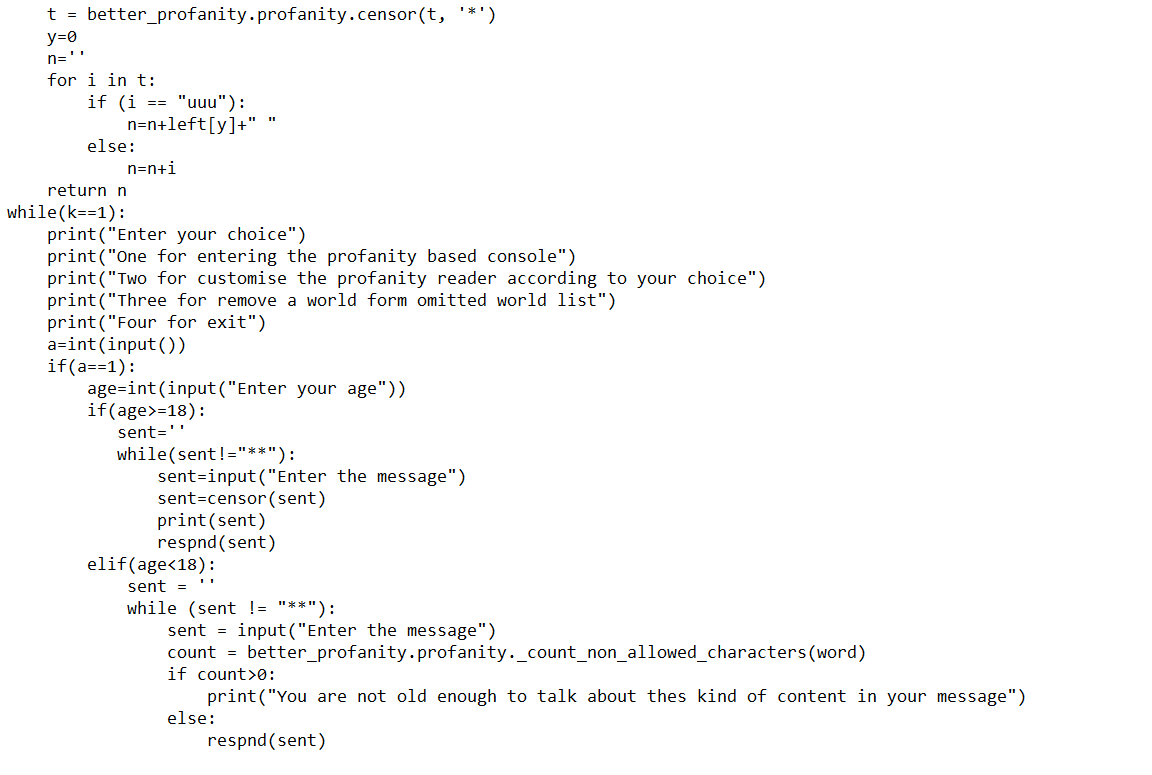 t = better_profanity.profanity.censor(t, '*')
y=0
n=''
for i in t:
if (i == "uuu"):
n=n+left[y]+" "
else:
n=n+i
return n
while(k==1):
print("Enter your choice")
print("One for entering the profanity based console")
print("Two for customise the profanity reader according to your choice")
print("Three for remove a world form omitted world list")
print("Four for exit")
a=int(input())
if(a==1):
age=int(input("Enter your age"))
if(age>=18):
sent=''
while(sent!="**"):
sent=input("Enter the message")
sent=censor(sent)
print(sent)
respnd(sent)
elif(age<18):
sent = ''
while (sent != "**"):
sent = input("Enter the message")
count = better_profanity.profanity._count_non_allowed_characters(word)
if count>0:
print("You are not old enough to talk about thes kind of content in your message")
else:
respnd(sent)